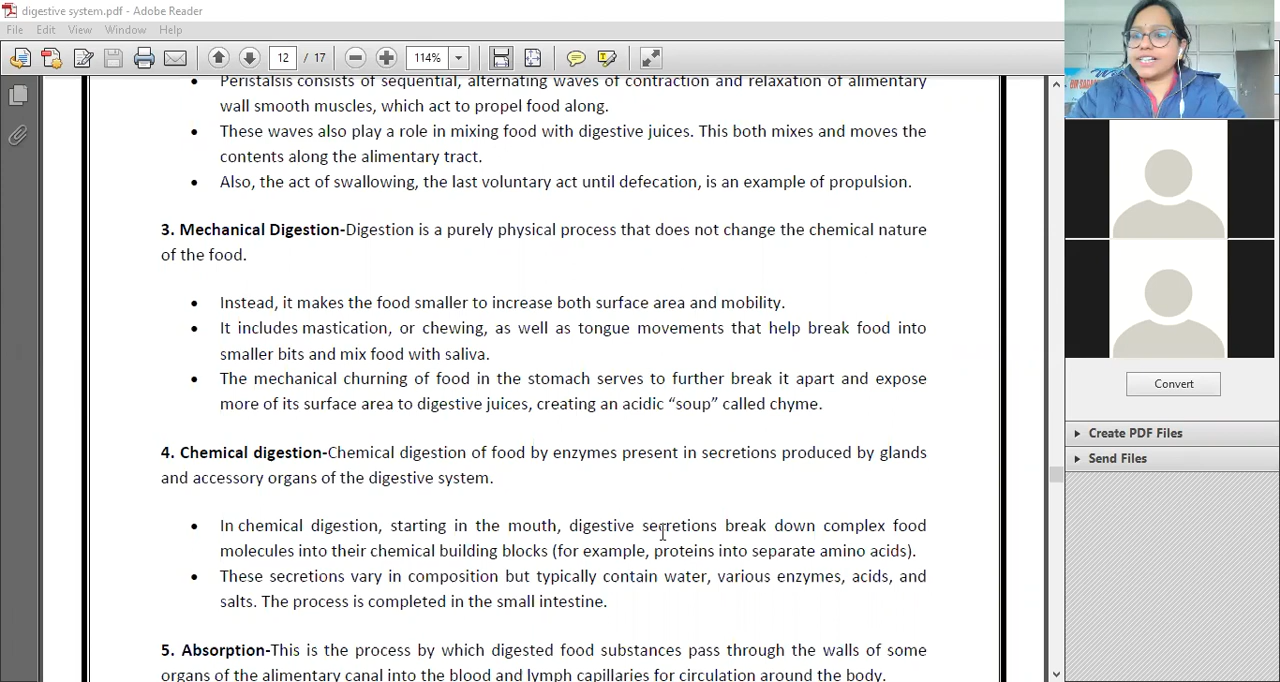 digestive system.pdf - Adobe Reader
File Edit View Window Help
12 / 17 114%
Peristalsis consists of sequential, alternating waves of contraction and relaxation of alimentary
wall smooth muscles, which act to propel food along.
These waves also play a role in mixing food with digestive juices. This both mixes and moves the
contents along the alimentary tract.
Also, the act of swallowing, the last voluntary act until defecation, is an example of propulsion.
3. Mechanical Digestion-Digestion is a purely physical process that does not change the chemical nature
of the food.
Instead, it makes the food smaller to increase both surface area and mobility.
It includes mastication, or chewing, as well as tongue movements that help break food into
smaller bits and mix food with saliva.
The mechanical churning of food in the stomach serves to further break it apart and expose
more of its surface area to digestive juices, creating an acidic “soup” called chyme.
4. Chemical digestion-Chemical digestion of food by enzymes present in secretions produced by glands
and accessory organs of the digestive system.
In chemical digestion, starting in the mouth, digestive secretions break down complex food
molecules into their chemical building blocks (for example, proteins into separate amino acids).
These secretions vary in composition but typically contain water, various enzymes, acids, and
salts. The process is completed in the small intestine.
5. Absorption-This is the process by which digested food substances pass through the walls of some
organs of the alimentary canal into the blood and lymph capillaries for circulation around the body.
Convert
Create PDF Files
Send Files